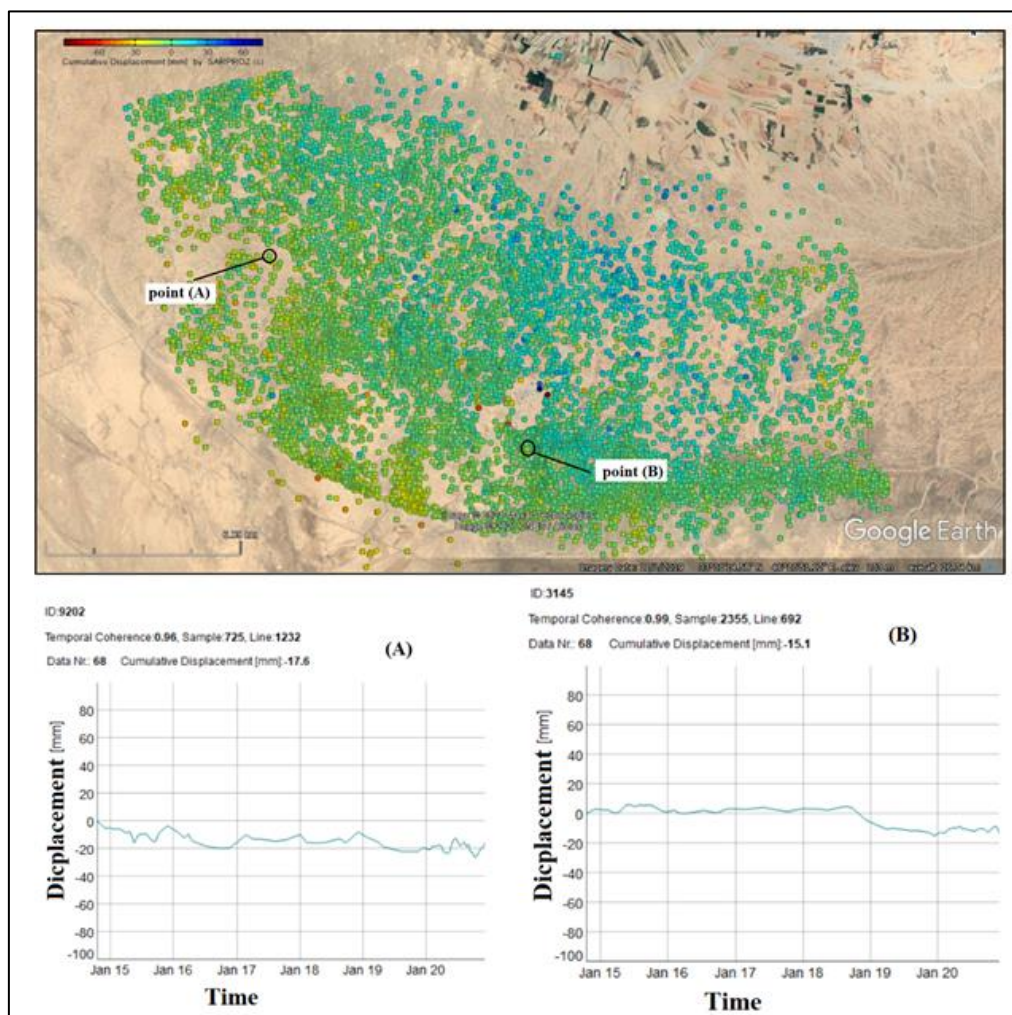 -60 -30 0 30 60
Cumulative Displacement [mm] by SARPROZ (c)
point (A)
point (B)
Google Earth
ID:9202
Temporal Coherence:0.96, Sample:725, Line:1232
Data Nr.: 68 Cumulative Displacement [mm]:-17.6
(A)
Dicplacement [mm]
80
60
40
20
0
-20
-40
-60
-80
-100
Jan 15 Jan 16 Jan 17 Jan 18 Jan 19 Jan 20
Time
ID:3145
Temporal Coherence:0.99, Sample:2355, Line:692
Data Nr.: 68 Cumulative Displacement [mm]:-15.1
(B)
Dicplacement [mm]
80
60
40
20
0
-20
-40
-60
-80
-100
Jan 15 Jan 16 Jan 17 Jan 18 Jan 19 Jan 20
Time